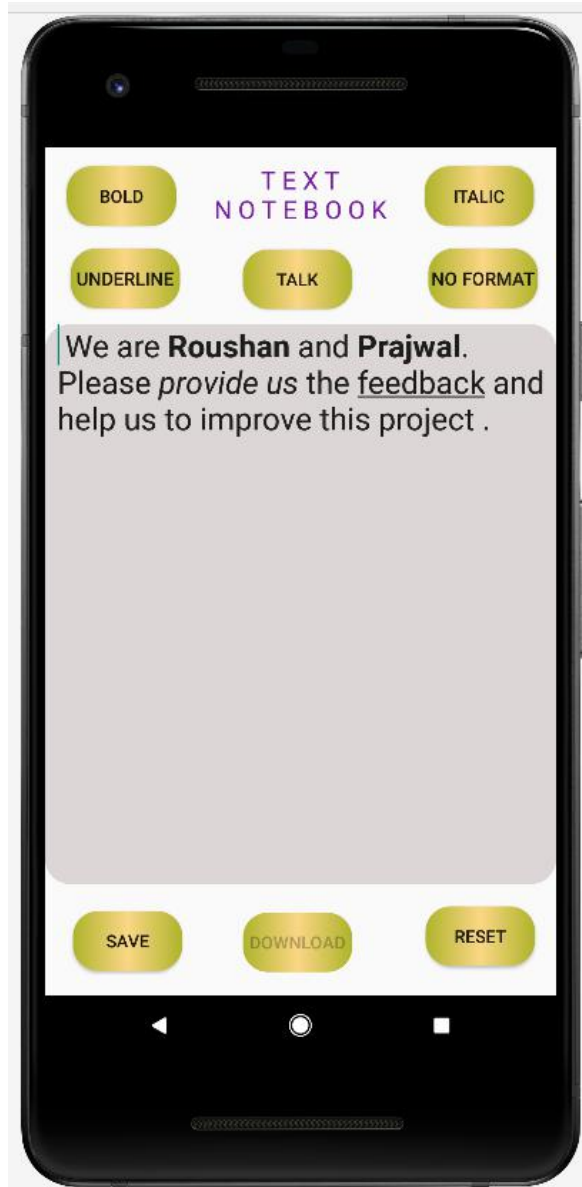 BOLD
TEXT
NOTEBOOK
ITALIC
UNDERLINE
TALK
NO FORMAT
We are Roushan and Prajwal.
Please provide us the feedback and
help us to improve this project .
SAVE
DOWNLOAD
RESET